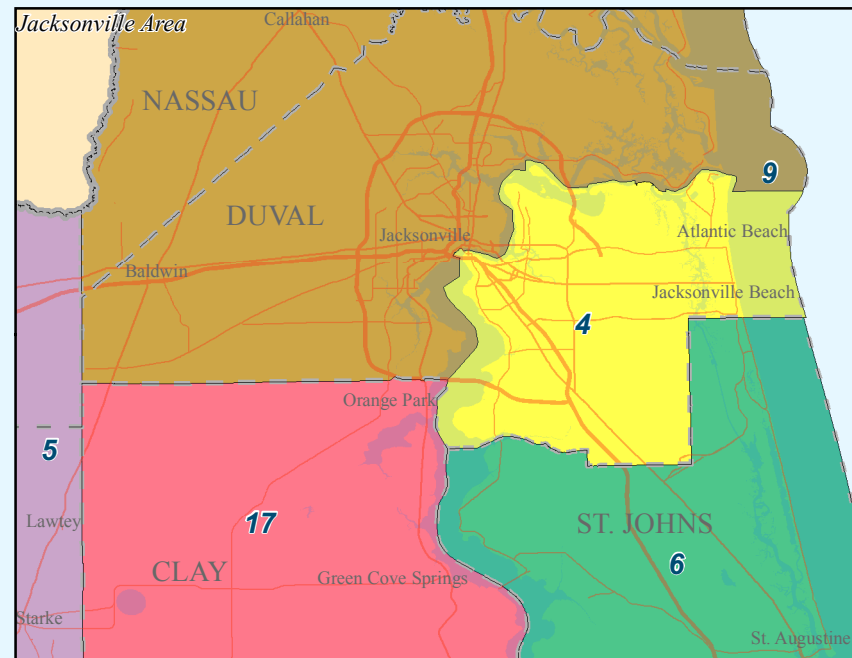 Jacksonville Area
Callahan
NASSAU
9
DUVAL
Jacksonville
Atlantic Beach
Baldwin
Jacksonville Beach
4
Orange Park
5
17
Lawtey
ST. JOHNS
CLAY
Green Cove Springs
6
Starke
St. Augustine